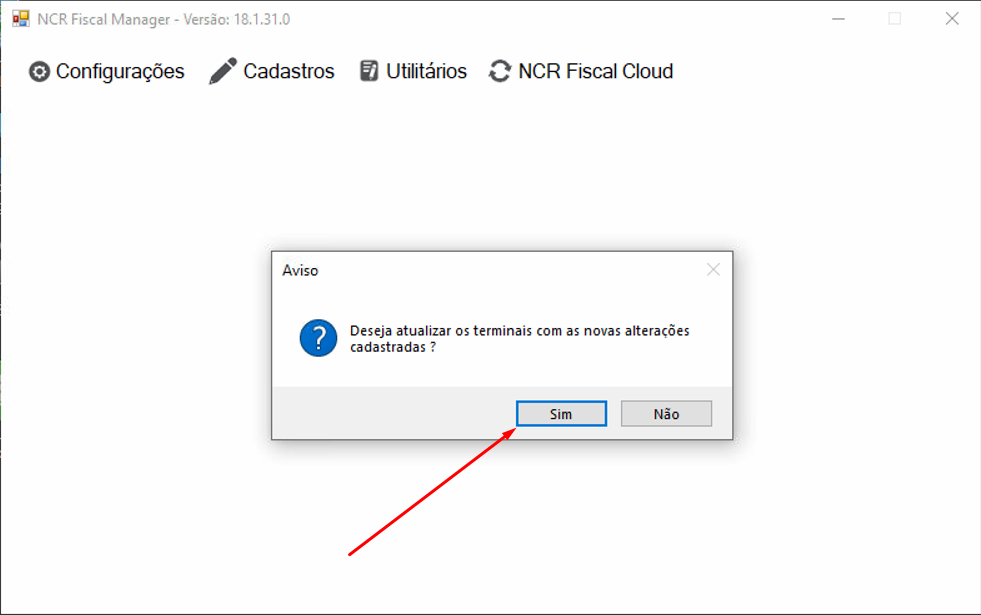 NCR Fiscal Manager - Versão: 18.1.31.0
Configurações Cadastros Utilitários NCR Fiscal Cloud
Aviso
Deseja atualizar os terminais com as novas alterações
cadastradas ?
Sim Não